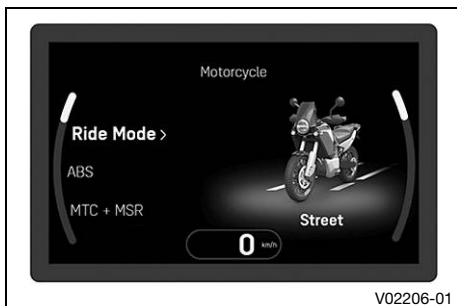 Motorcycle
Ride Mode >
ABS
MTC + MSR
Street
0 km/h
V02206-01